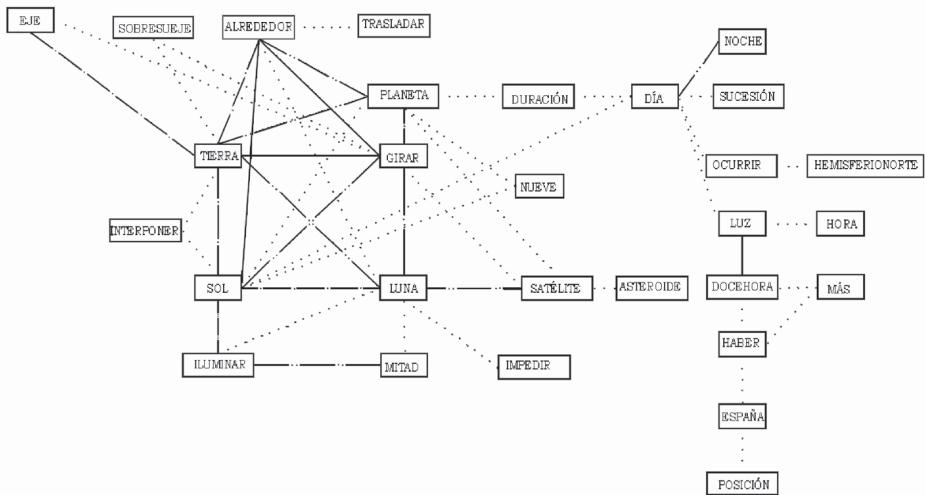 EJE
SOBRESUEJE
ALREDEDOR
TRASLADAR
NOCHE
PLANETA
DURACIÓN
DÍA
SUCESIÓN
TIERRA
GIRAR
OCURRIR
HEMISFERIONORTE
NUEVE
INTERPONER
LUZ
HORA
SOL
LUNA
SATÉLITE
ASTEROIDE
DOCEHORA
MÁS
HABER
ILUMINAR
MITAD
IMPEDIR
ESPAÑA
POSICIÓN